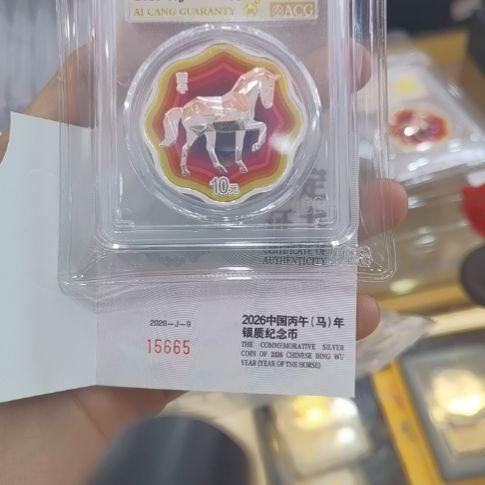 AI CANG GUARANTY
ACG
10元
CERTIFICATE OF
AUTHENTICITY
2026-J-9
15665
2026中国丙午(马)年
银质纪念币
THE COMMEMORATIVE SILVER
COIN OF 2026 CHINESE BING WU
YEAR (YEAR OF THE HORSE)